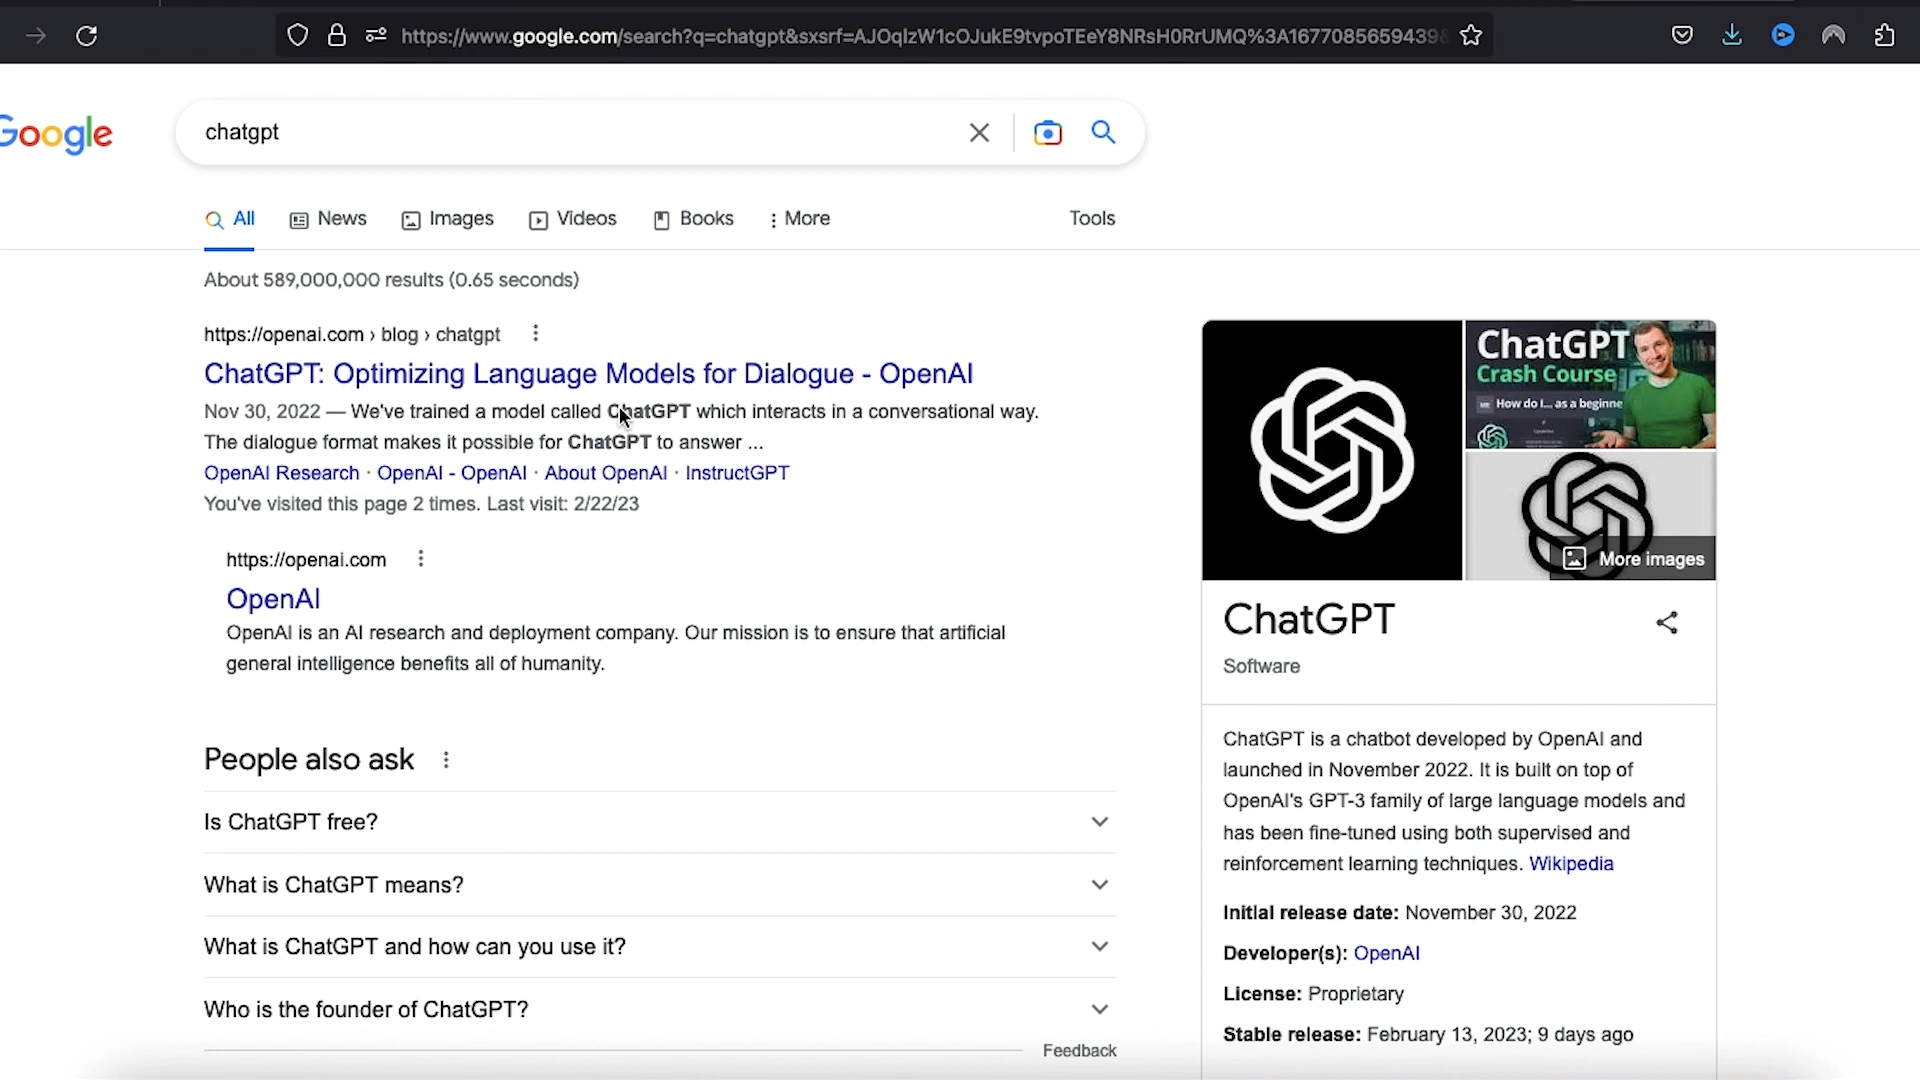 https://www.google.com/search?q=chatgpt&sxsrf=AJOqlzW1cOJukE9tvpoTEeY8NRsH0RrUMQ%3A1677085659439&
Google
chatgpt
All
News
Images
Videos
Books
More
Tools
About 589,000,000 results (0.65 seconds)
https://openai.com › blog › chatgpt
ChatGPT: Optimizing Language Models for Dialogue - OpenAI
Nov 30, 2022 — We've trained a model called ChatGPT which interacts in a conversational way.
The dialogue format makes it possible for ChatGPT to answer ...
OpenAI Research · OpenAI - OpenAI · About OpenAI · InstructGPT
You've visited this page 2 times. Last visit: 2/22/23
https://openai.com
OpenAI
OpenAI is an AI research and deployment company. Our mission is to ensure that artificial
general intelligence benefits all of humanity.
People also ask
Is ChatGPT free?
What is ChatGPT means?
What is ChatGPT and how can you use it?
Who is the founder of ChatGPT?
Feedback
ChatGPT
Crash Course
How do I... as a beginne
More images
ChatGPT
Software
ChatGPT is a chatbot developed by OpenAI and
launched in November 2022. It is built on top of
OpenAI's GPT-3 family of large language models and
has been fine-tuned using both supervised and
reinforcement learning techniques. Wikipedia
Initial release date: November 30, 2022
Developer(s): OpenAI
License: Proprietary
Stable release: February 13, 2023; 9 days ago